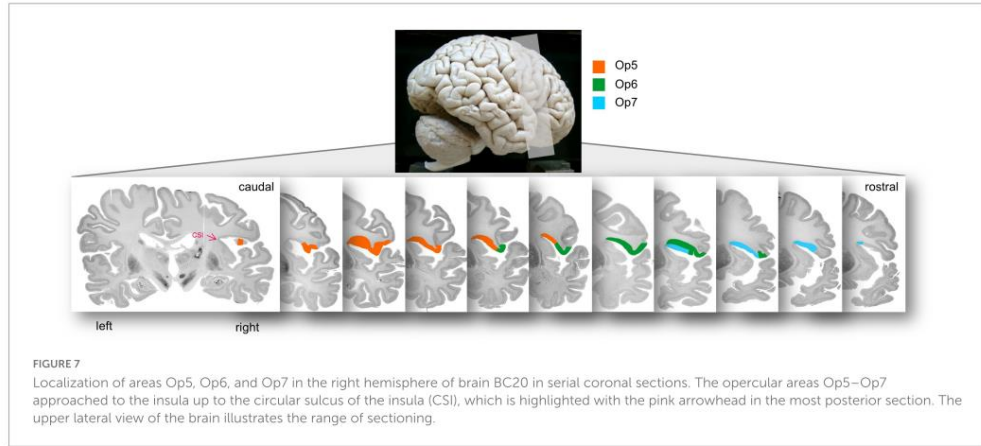 Op5
Op6
Op7
caudal
rostral
CSI
left
right
FIGURE 7
Localization of areas Op5, Op6, and Op7 in the right hemisphere of brain BC20 in serial coronal sections. The opercular areas Op5–Op7
approached to the insula up to the circular sulcus of the insula (CSI), which is highlighted with the pink arrowhead in the most posterior section. The
upper lateral view of the brain illustrates the range of sectioning.